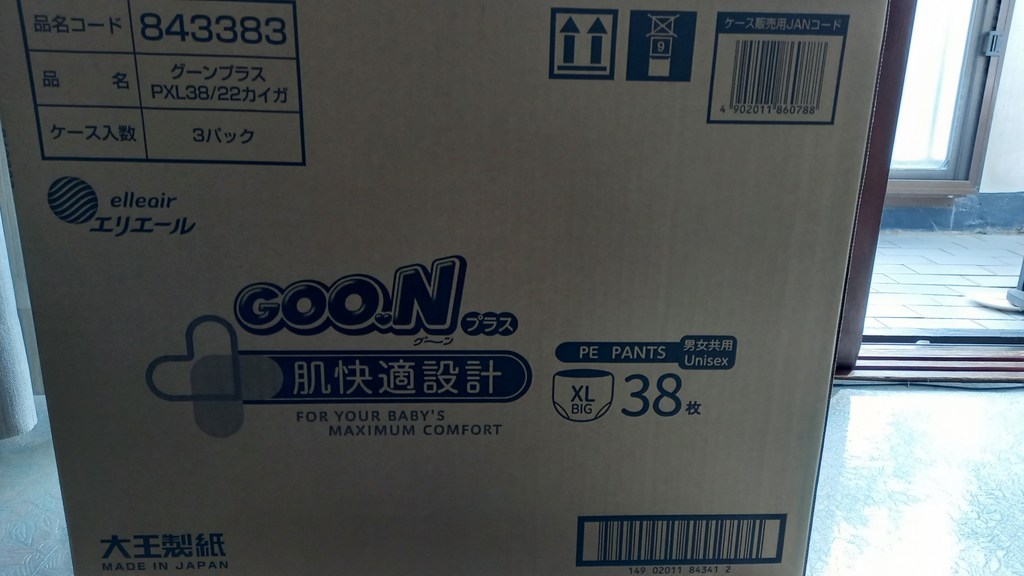 品名コード 843383
品 名 グーンプラス
PXL38/22カイガ
ケース入数 3パック
9
ケース販売用JANコード
4 902011 860788
elleair
エリエール
GOO.N プラス
グーン
肌快適設計
FOR YOUR BABY'S
MAXIMUM COMFORT
PE PANTS 男女共用
Unisex
XL
BIG
38枚
大王製紙
MADE IN JAPAN
149 02011 84341 2